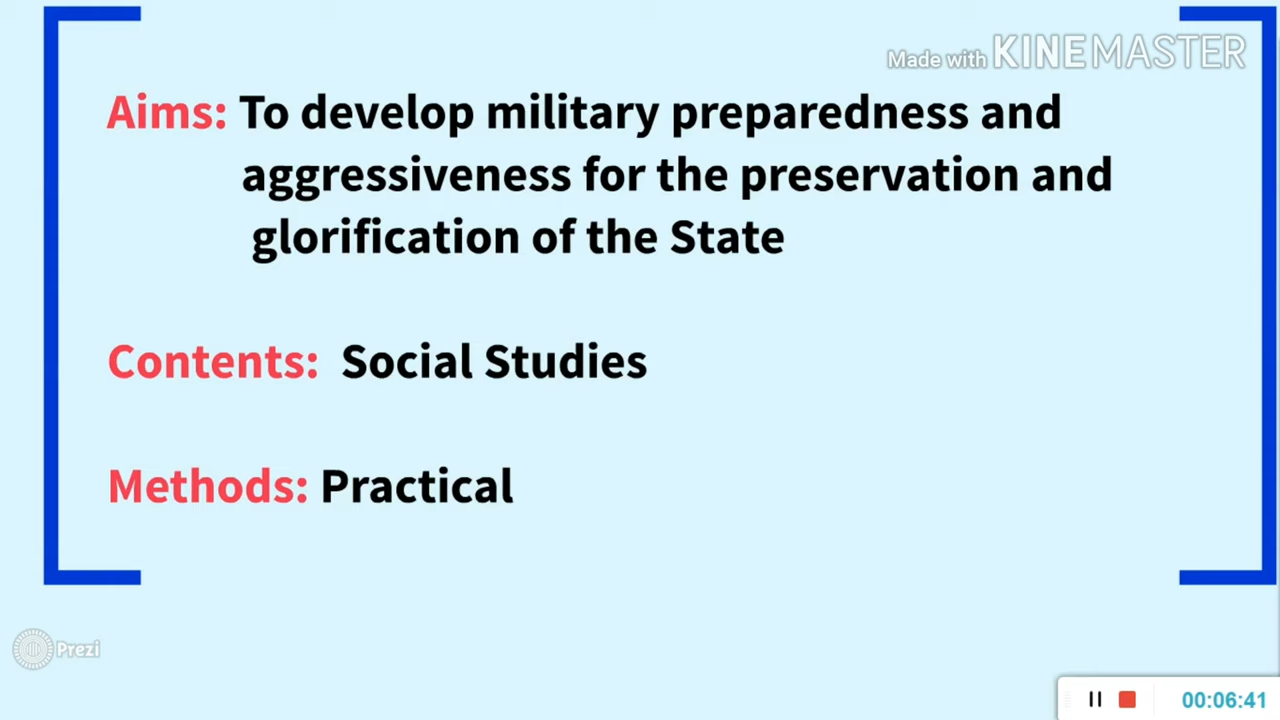 Made with KINEMASTER
Aims: To develop military preparedness and
aggressiveness for the preservation and
glorification of the State
Contents: Social Studies
Methods: Practical
Prezi
00:06:41